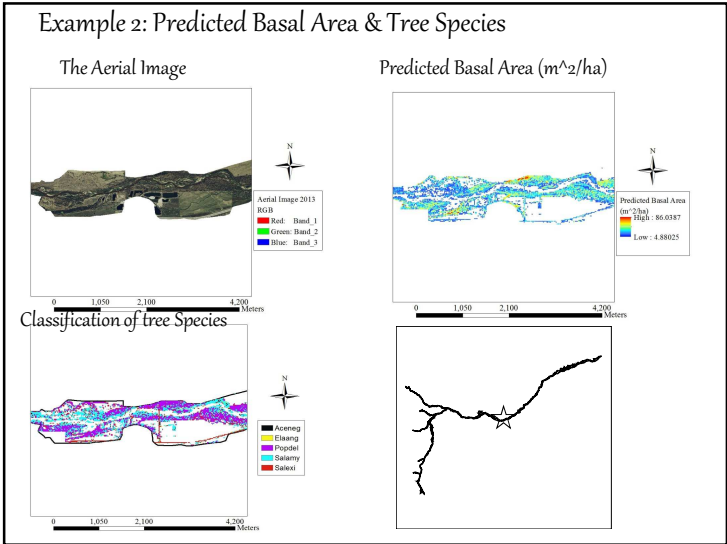 Example 2: Predicted Basal Area & Tree Species
The Aerial Image
N
Aerial Image 2013
RGB
Red: Band_1
Green: Band_2
Blue: Band_3
0 1,050 2,100 4,200
Meters
Predicted Basal Area (m^2/ha)
N
Predicted Basal Area
(m^2/ha)
High : 86.0387
Low : 4.88025
0 1,050 2,100 4,200
Meters
Classification of tree Species
N
Aceneg
Elaang
Popdel
Salamy
Salexi
0 1,050 2,100 4,200
Meters